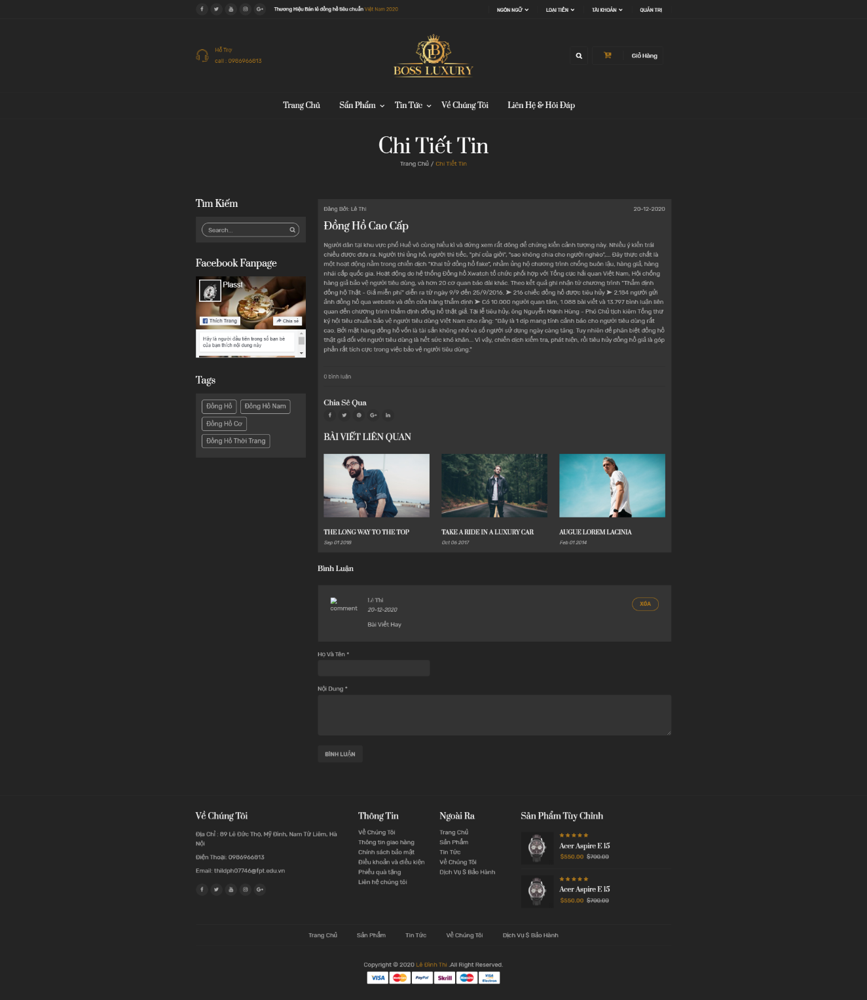 Thương Hiệu Bán lẻ đồng hồ tiêu chuẩn Việt Nam 2020
NGÔN NGỮ LOẠI TIỀN TÀI KHOẢN QUẢN TRỊ
Hỗ Trợ
call : 0986966813
BOSS LUXURY
Giỏ Hàng
Trang Chủ Sản Phẩm Tin Tức Về Chúng Tôi Liên Hệ & Hỏi Đáp
Chi Tiết Tin
Trang Chủ / Chi Tiết Tin
Tìm Kiếm
Search...
Facebook Fanpage
Plasst
Thích Trang Chia sẻ
Hãy là người đầu tiên trong số bạn bè
của bạn thích nội dung này
Tags
Đồng Hồ Đồng Hồ Nam
Đồng Hồ Cơ
Đồng Hồ Thời Trang
Đăng Bởi: Lê Thi 20-12-2020
Đồng Hồ Cao Cấp
Người dân tại khu vực phố Huế vô cùng hiếu kì và đứng xem rất đông để chứng kiến cảnh tượng này. Nhiều ý kiến trái
chiều được đưa ra. Người thì ủng hộ, người thì tiếc, "phí của giời", "sao không chia cho người nghèo",... Đây thực chất là
một hoạt động nằm trong chiến dịch "Khai tử đồng hồ fake", nhằm ủng hộ chương trình chống buôn lậu, hàng giả, hàng
nhái cấp quốc gia. Hoạt động do hệ thống Đồng hồ Xwatch tổ chức phối hợp với Tổng cục hải quan Việt Nam, Hội chống
hàng giả bảo vệ người tiêu dùng, và hơn 20 cơ quan báo đài khác. Theo kết quả ghi nhận từ chương trình "Thẩm định
đồng hồ Thật - Giả miễn phí" diễn ra từ ngày 9/9 đến 25/9/2016. ➤ 216 chiếc đồng hồ được tiêu hủy ➤ 2.184 người gửi
ảnh đồng hồ qua website và đến cửa hàng thẩm định ➤ Có 10.000 người quan tâm, 1.088 bài viết và 13.797 bình luận liên
quan đến chương trình thẩm định đồng hồ thật giả. Tại lễ tiêu hủy, ông Nguyễn Mạnh Hùng - Phó Chủ tịch kiêm Tổng thư
ký hội tiêu chuẩn bảo vệ người tiêu dùng Việt Nam cho rằng: "Đây là 1 dịp mang tính cảnh báo cho người tiêu dùng rất
cao. Bởi mặt hàng đồng hồ vốn là tài sản không nhỏ và số người sử dụng ngày càng tăng. Tuy nhiên để phân biệt đồng hồ
thật giả đối với người tiêu dùng là hết sức khó khăn... Vì vậy, chiến dịch kiểm tra, phát hiện, rồi tiêu hủy đồng hồ giả là góp
phần rất tích cực trong việc bảo vệ người tiêu dùng."
0 bình luận
Chia Sẻ Qua
BÀI VIẾT LIÊN QUAN
THE LONG WAY TO THE TOP TAKE A RIDE IN A LUXURY CAR AUGUE LOREM LACINIA
Sep 01 2018 Oct 06 2017 Feb 01 2014
Bình Luận
comment
Lê Thi
20-12-2020
Bài Viết Hay
XÓA
Họ Và Tên *
Nội Dung *
BÌNH LUẬN
Về Chúng Tôi
Địa Chỉ : 89 Lê Đức Thọ, Mỹ Đình, Nam Từ Liêm, Hà
Nội
Điện Thoại: 0986966813
Email: thildph07746@fpt.edu.vn
Thông Tin
Về Chúng Tôi
Thông tin giao hàng
Chính sách bảo mật
Điều khoản và điều kiện
Phiếu quà tặng
Liên hệ chúng tôi
Ngoài Ra
Trang Chủ
Sản Phẩm
Tin Tức
Về Chúng Tôi
Dịch Vụ $ Bảo Hành
Sản Phẩm Tùy Chỉnh
Acer Aspire E 15
$550.00 $700.00
Acer Aspire E 15
$550.00 $700.00
Trang Chủ Sản Phẩm Tin Tức Về Chúng Tôi Dịch Vụ $ Bảo Hành
Copyright © 2020 Lê Đình Thi .All Right Reserved.
VISA MasterCard PayPal Skrill Maestro VISA Electron